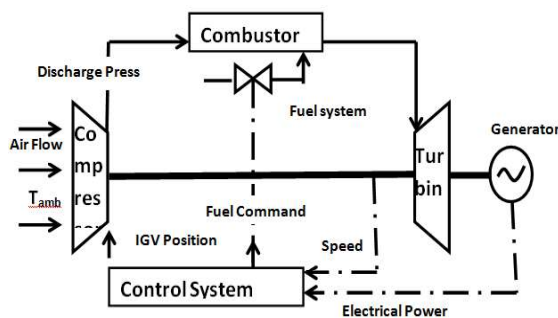 Combustor
Discharge Press
Fuel system
Generator
Air Flow
Co
mp
res
Tur
bin
T amb
Fuel Command
IGV Position
Speed
Control System
Electrical Power